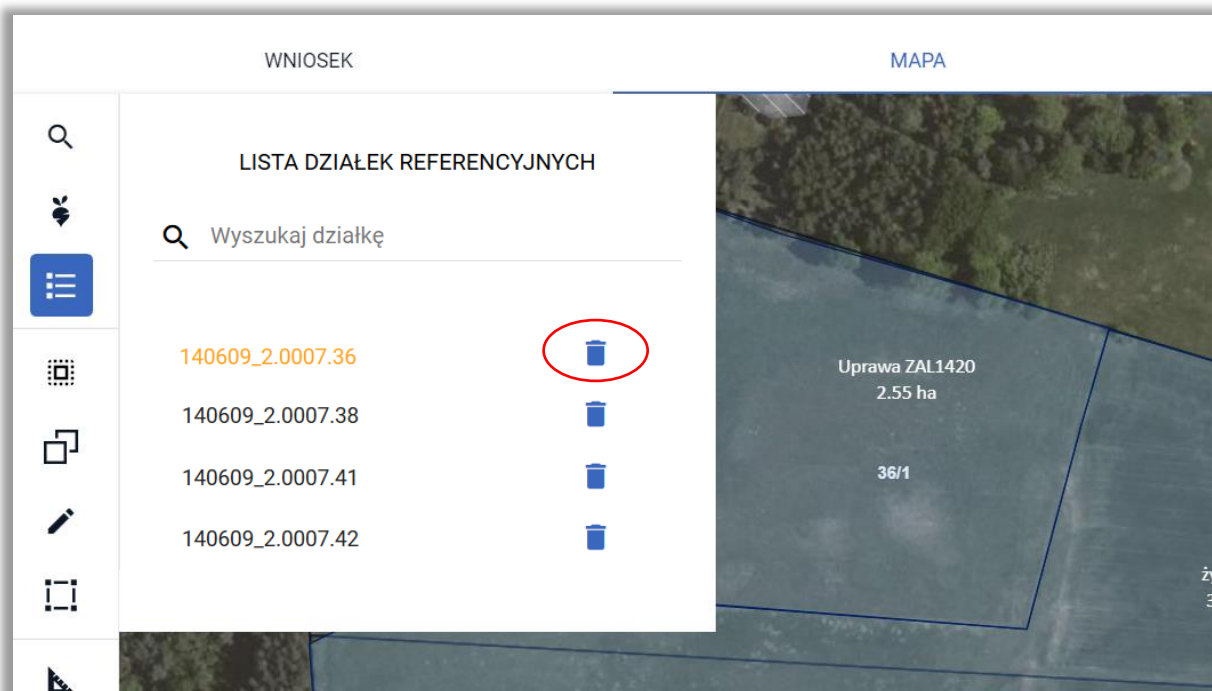 WNIOSEK
MAPA
LISTA DZIAŁEK REFERENCYJNYCH
Wyszukaj działkę
140609_2.0007.36
140609_2.0007.38
140609_2.0007.41
140609_2.0007.42
Uprawa ZAL1420
2.55 ha
36/1